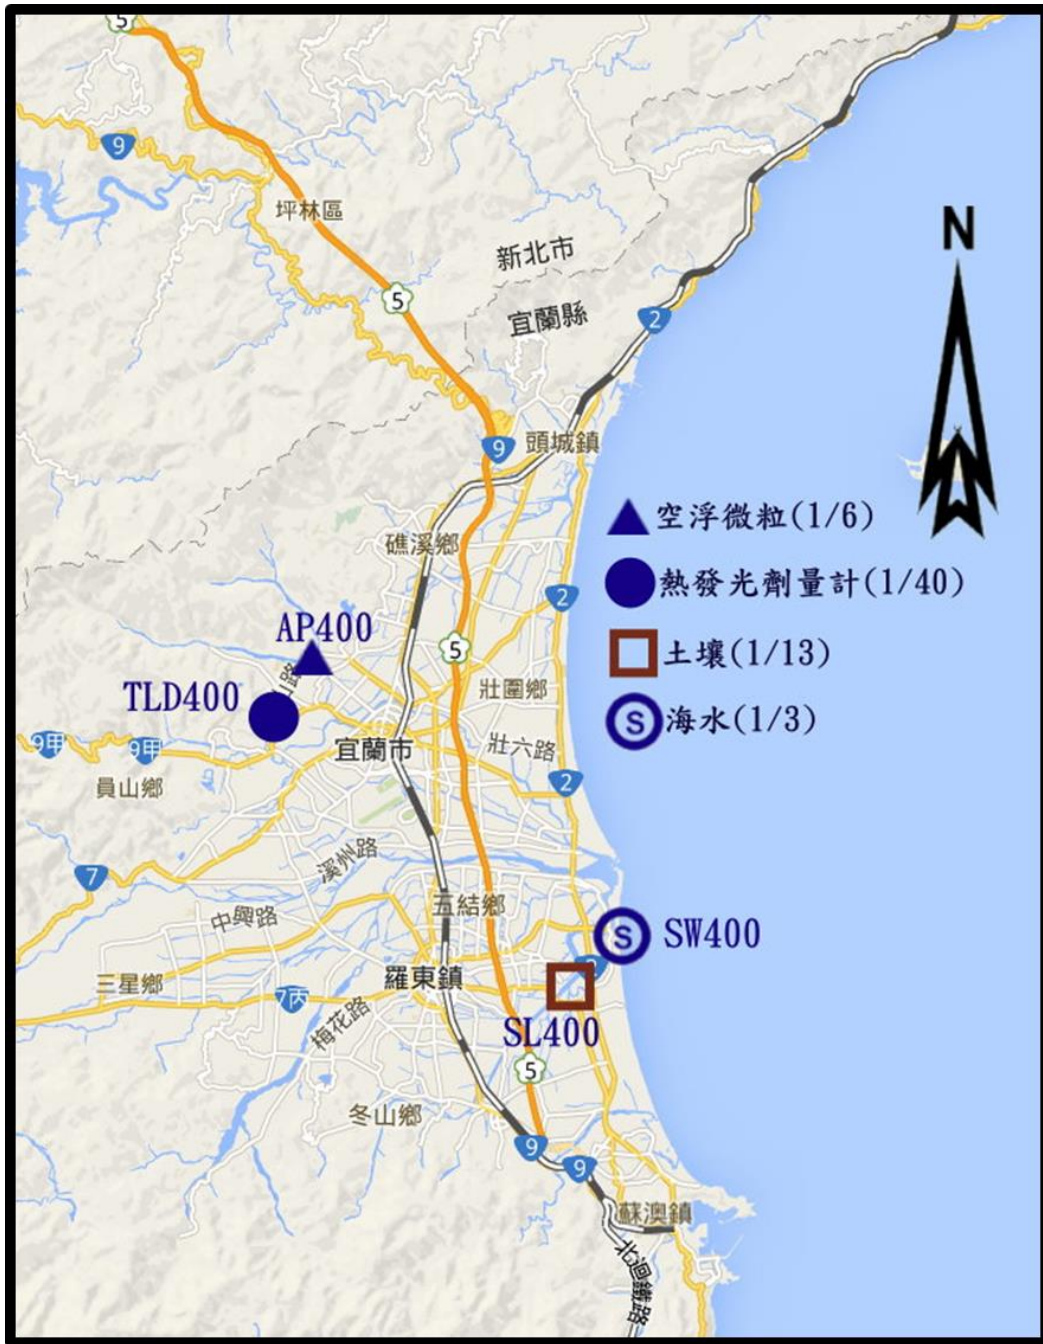 5
9
坪林區
新北市
5
宜蘭縣
2
N
9
頭城鎮
空浮微粒(1/6)
礁溪鄉
熱發光劑量計(1/40)
2
AP400
5
土壤(1/13)
山路
TLD400
壯圍鄉
海水(1/3)
S
9甲
9甲
宜蘭市
壯六路
員山鄉
2
溪州路
7
中興路
五結鄉
S
SW400
三星鄉
羅東鎮
2
7丙
梅花路
SL400
5
冬山鄉
9
9
蘇澳鎮
北迴鐵路